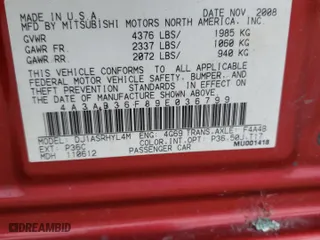 MADE IN U.S.A DATE NOV 2008
MFD BY MITSUBISHI MOTORS NORTH AMERICA. INC
GVWR 4376 LBS/ 1985 KG
GAWR FR. 2337 LBS/ 1060 KG
GAWR RR. 2072 LBS/ 940 KG
THIS VEHICLE CONFORMS TO ALL APPLICABLE
FEDERAL MOTOR VEHICLE SAFETY, BUMPER, AND
THEFT PREVENTION STANDARDS IN EFFECT ON
THE DATE OF MANUFACTURE SHOWN ABOVE.
4A3AB36F89E036799
MODEL: DJ1ASRHYL4M ENG: 4G69 TRANS.AXLE: F4A4B
EXT: P36C COLOR.INT.OPT: P36.50J.T17
MDH 110612 PASSENGER CAR MU001418
DREAMBID